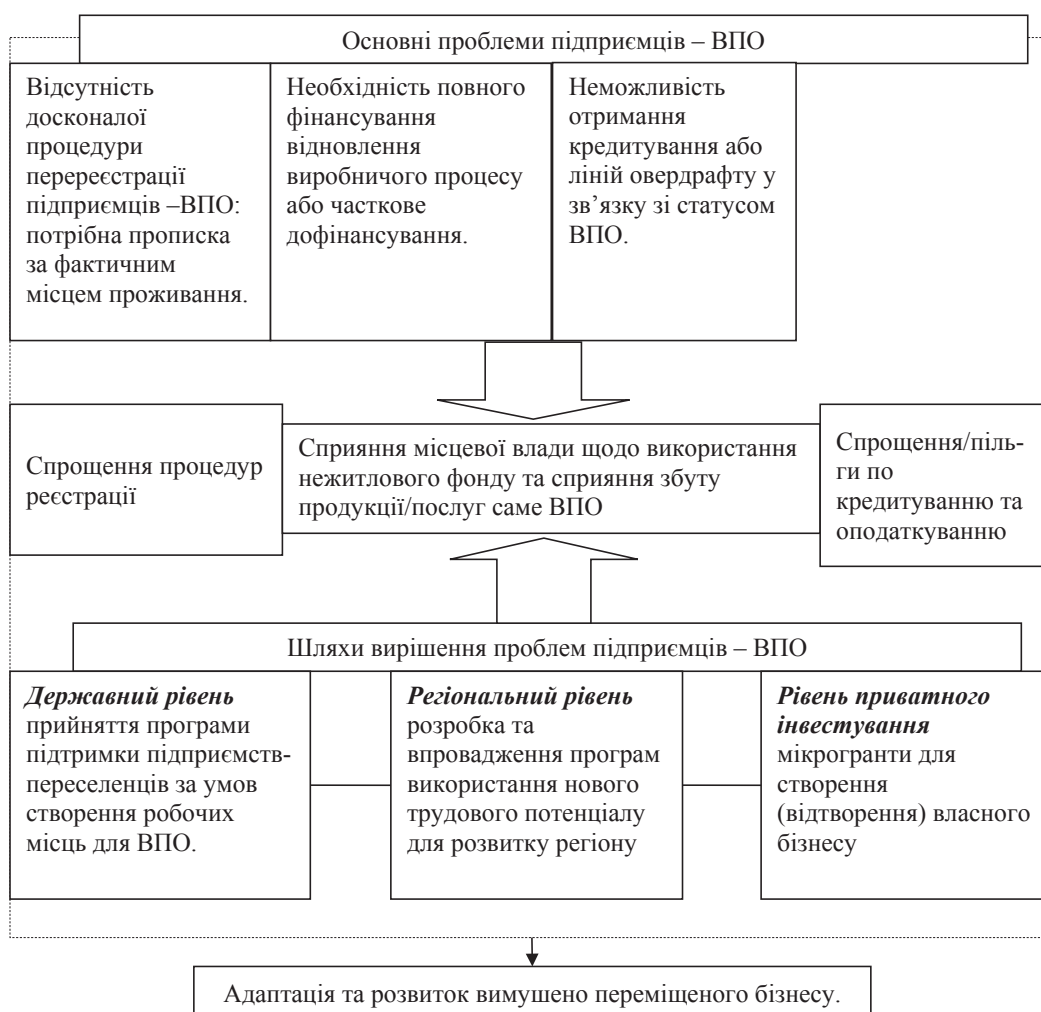 Основні проблеми підприємців – ВПО
Відсутність
досконалої
процедури
перереєстрації
підприємців –ВПО:
потрібна прописка
за фактичним
місцем проживання.
Необхідність повного
фінансування
відновлення
виробничого процесу
або часткове
дофінансування.
Неможливість
отримання
кредитування або
ліній овердрафту у
зв’язку зі статусом
ВПО.
Спрощення процедур
реєстрації
Сприяння місцевої влади щодо використання
нежитлового фонду та сприяння збуту
продукції/послуг саме ВПО
Спрощення/піль-
ги по
кредитуванню та
оподаткуванню
Шляхи вирішення проблем підприємців – ВПО
Державний рівень
прийняття програми
підтримки підприємств-
переселенців за умов
створення робочих
місць для ВПО.
Регіональний рівень
розробка та
впровадження програм
використання нового
трудового потенціалу
для розвитку регіону
Рівень приватного
інвестування
мікрогранти для
створення
(відтворення) власного
бізнесу
Адаптація та розвиток вимушено переміщеного бізнесу.